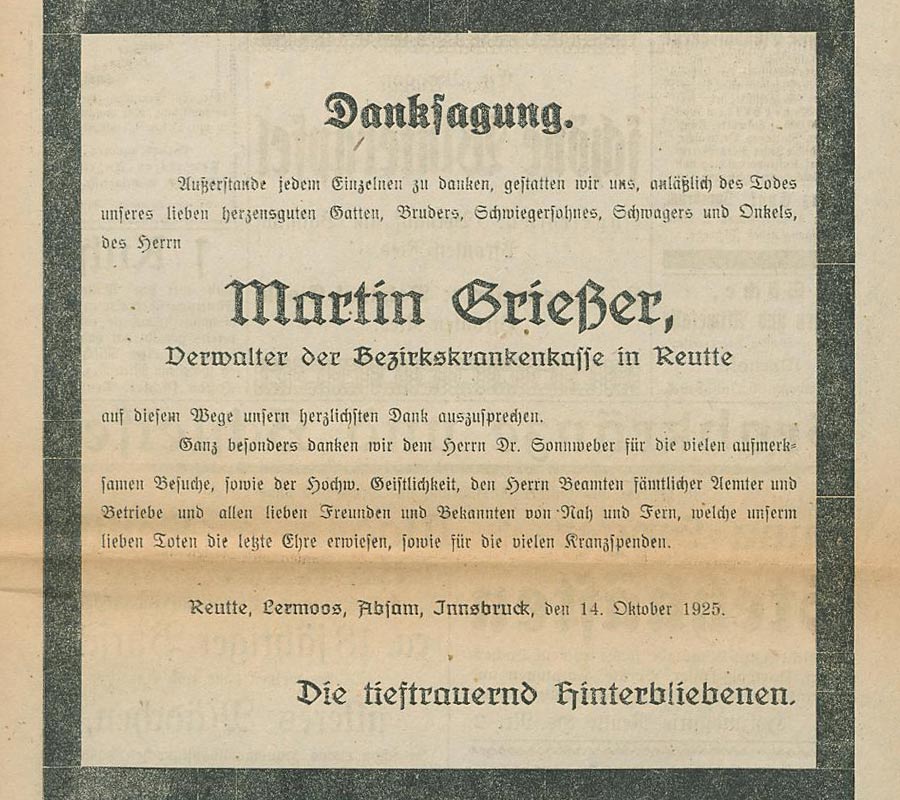 Danksagung.
Außerstande jedem Einzelnen zu danken, gestatten wir uns, anläßlich des Todes
unseres lieben herzensguten Gatten, Bruders, Schwiegersohnes, Schwagers und Onkels,
des Herrn
Martin Grießer,
Verwalter der Bezirkskrankenkasse in Reutte
auf diesem Wege unsern herzlichsten Dank auszusprechen.
Ganz besonders danken wir dem Herrn Dr. Sonnweber für die vielen aufmerk-
samen Besuche, sowie der Hochw. Geistlichkeit, den Herrn Beamten sämtlicher Aemter und
Betriebe und allen lieben Freunden und Bekannten von Nah und Fern, welche unserm
lieben Toten die letzte Ehre erwiesen, sowie für die vielen Kranzspenden.
Reutte, Lermoos, Absam, Innsbruck, den 14. Oktober 1925.
Die tieftrauernd Hinterbliebenen.